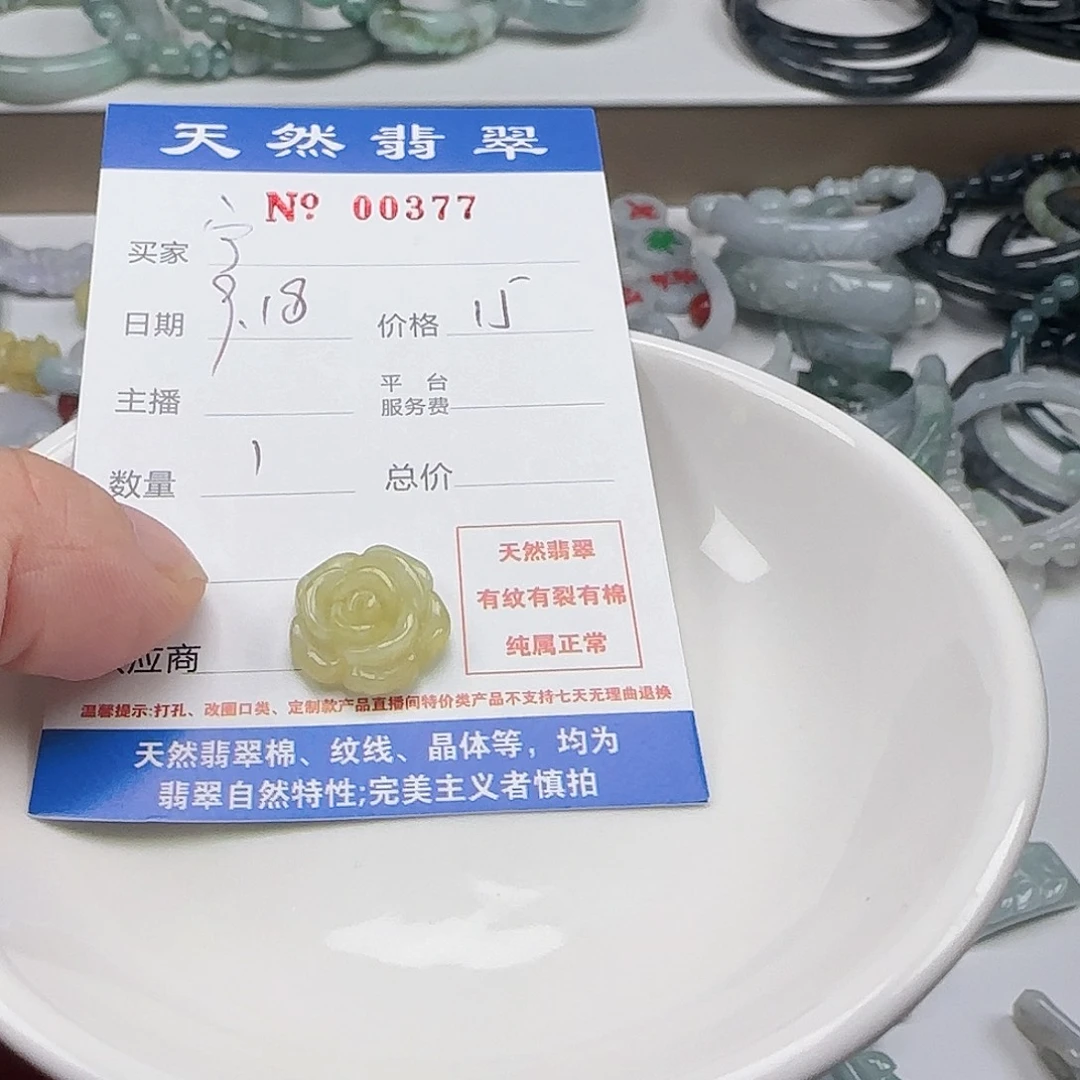 天然翡翠
Nº 00377
买家 宁
日期 9.18 价格 15
主播 平台服务费
数量 1 总价
天然翡翠
有纹有裂有棉
纯属正常
应商
温馨提示:打孔、改圈口类、定制款产品直播间特价类产品不支持七天无理由退换
天然翡翠棉、纹线、晶体等，均为
翡翠自然特性;完美主义者慎拍